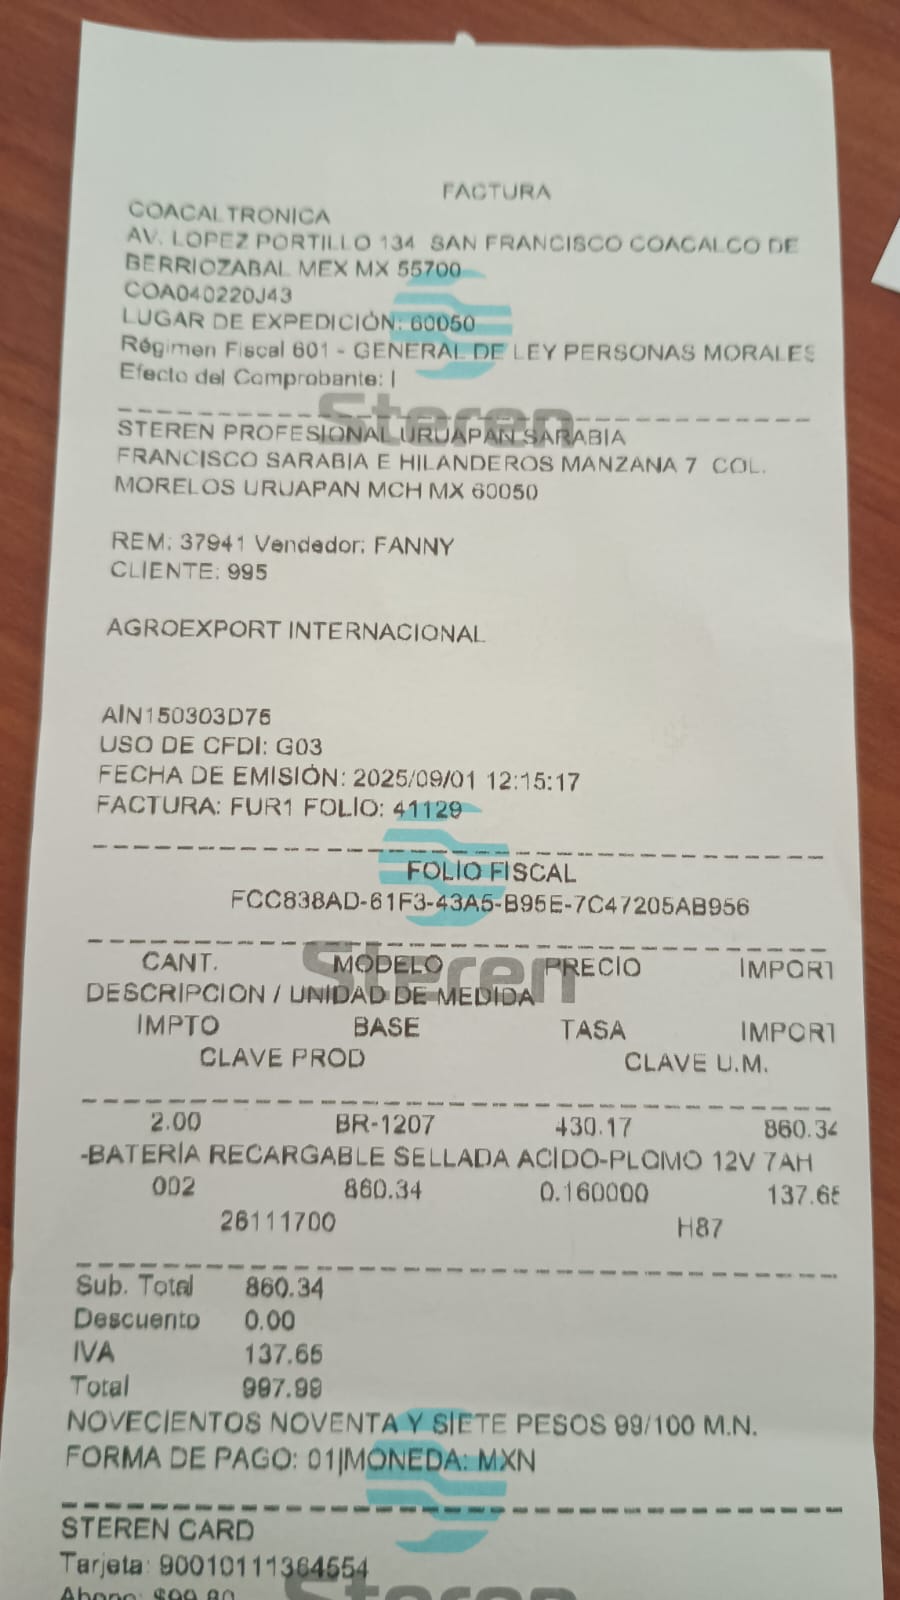 FACTURA
COACALTRONICA
AV. LOPEZ PORTILLO 134 SAN FRANCISCO COACALCO DE
BERRIOZABAL MEX MX 55700
COA040220J43
LUGAR DE EXPEDICIÓN: 60050
Régimen Fiscal 601 - GENERAL DE LEY PERSONAS MORALES
Efecto del Comprobante: I
Steren
STEREN PROFESIONAL URUAPAN SARABIA
FRANCISCO SARABIA E HILANDEROS MANZANA 7 COL.
MORELOS URUAPAN MCH MX 60050
REM: 37941 Vendedor: FANNY
CLIENTE: 995
AGROEXPORT INTERNACIONAL
AIN150303D76
USO DE CFDI: G03
FECHA DE EMISIÓN: 2025/09/01 12:15:17
FACTURA: FUR1 FOLIO: 41129
FOLIO FISCAL
FCC838AD-61F3-43A5-B95E-7C47205AB956
Steren
CANT. MODELO PRECIO IMPORT
DESCRIPCION / UNIDAD DE MEDIDA
IMPTO BASE TASA IMPORT
CLAVE PROD CLAVE U.M.
2.00 BR-1207 430.17 860.34
-BATERÍA RECARGABLE SELLADA ACIDO-PLOMO 12V 7AH
002 860.34 0.160000 137.65
26111700 H87
Sub. Total 860.34
Descuento 0.00
IVA 137.65
Total 997.99
NOVECIENTOS NOVENTA Y SIETE PESOS 99/100 M.N.
FORMA DE PAGO: 01|MONEDA: MXN
STEREN CARD
Tarjeta: 90010111364554
Abono: $99.80
Steren